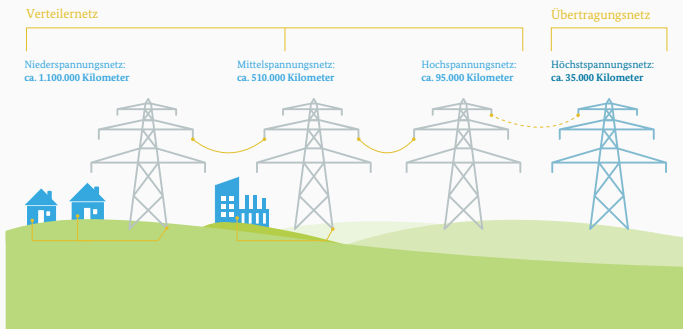 Verteilernetz
Übertragungsnetz
Niederspannungsnetz:
ca. 1.100.000 Kilometer
Mittelspannungsnetz:
ca. 510.000 Kilometer
Hochspannungsnetz:
ca. 95.000 Kilometer
Höchstspannungsnetz:
ca. 35.000 Kilometer